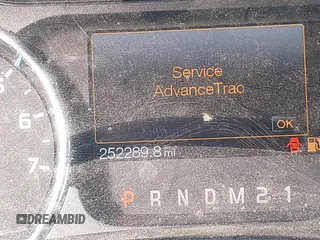 Service
AdvanceTrac
OK
252289.8 mi
6
7
P R N D M 2 1
DREAMBID